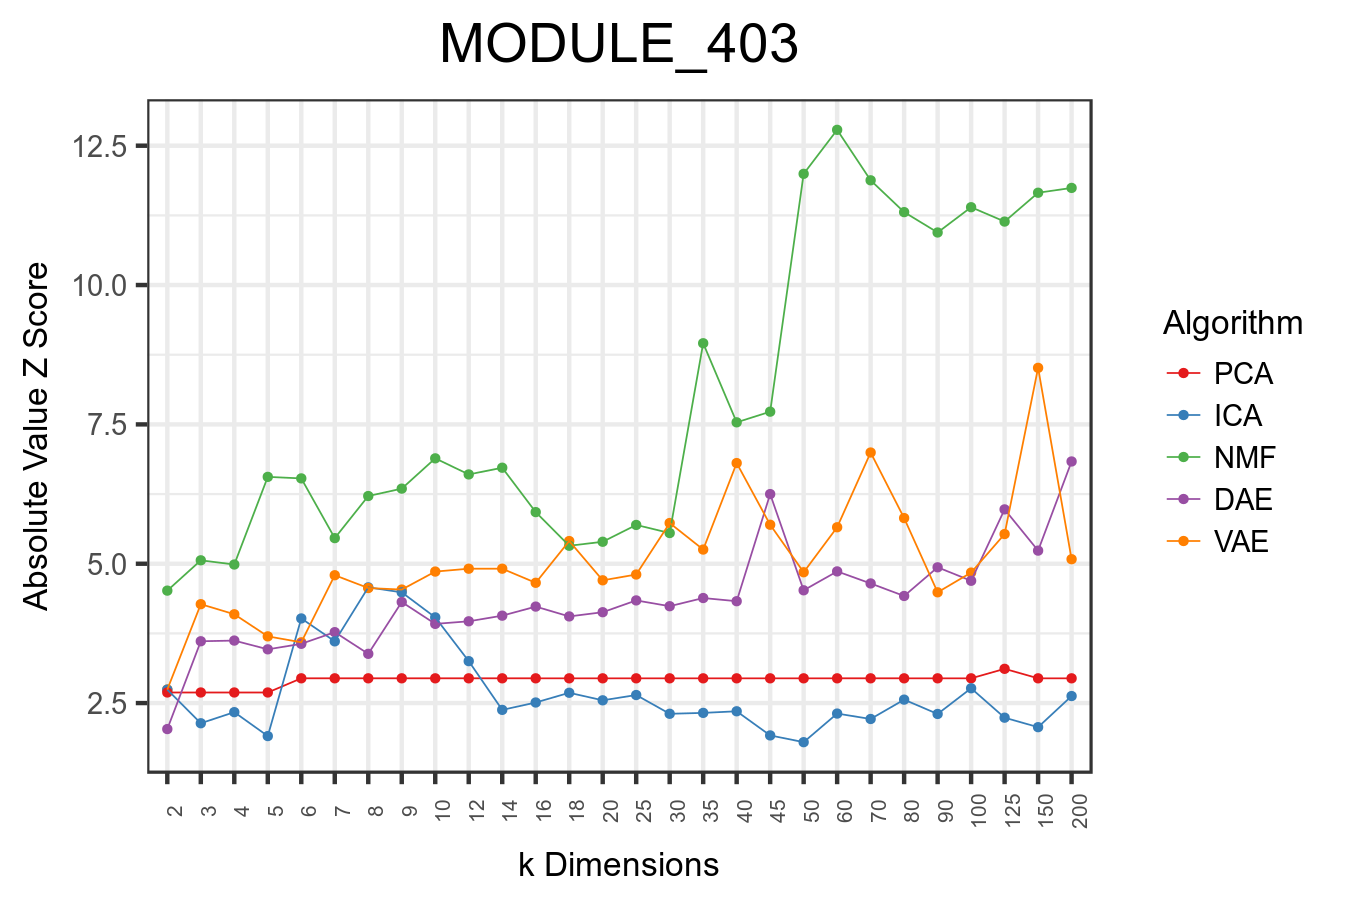 MODULE_403
Absolute Value Z Score
12.5
10.0
7.5
5.0
2.5
2 3 4 5 6 7 8 9 10 12 14 16 18 20 25 30 35 40 45 50 60 70 80 90 100 125 150 200
k Dimensions
Algorithm
PCA
ICA
NMF
DAE
VAE